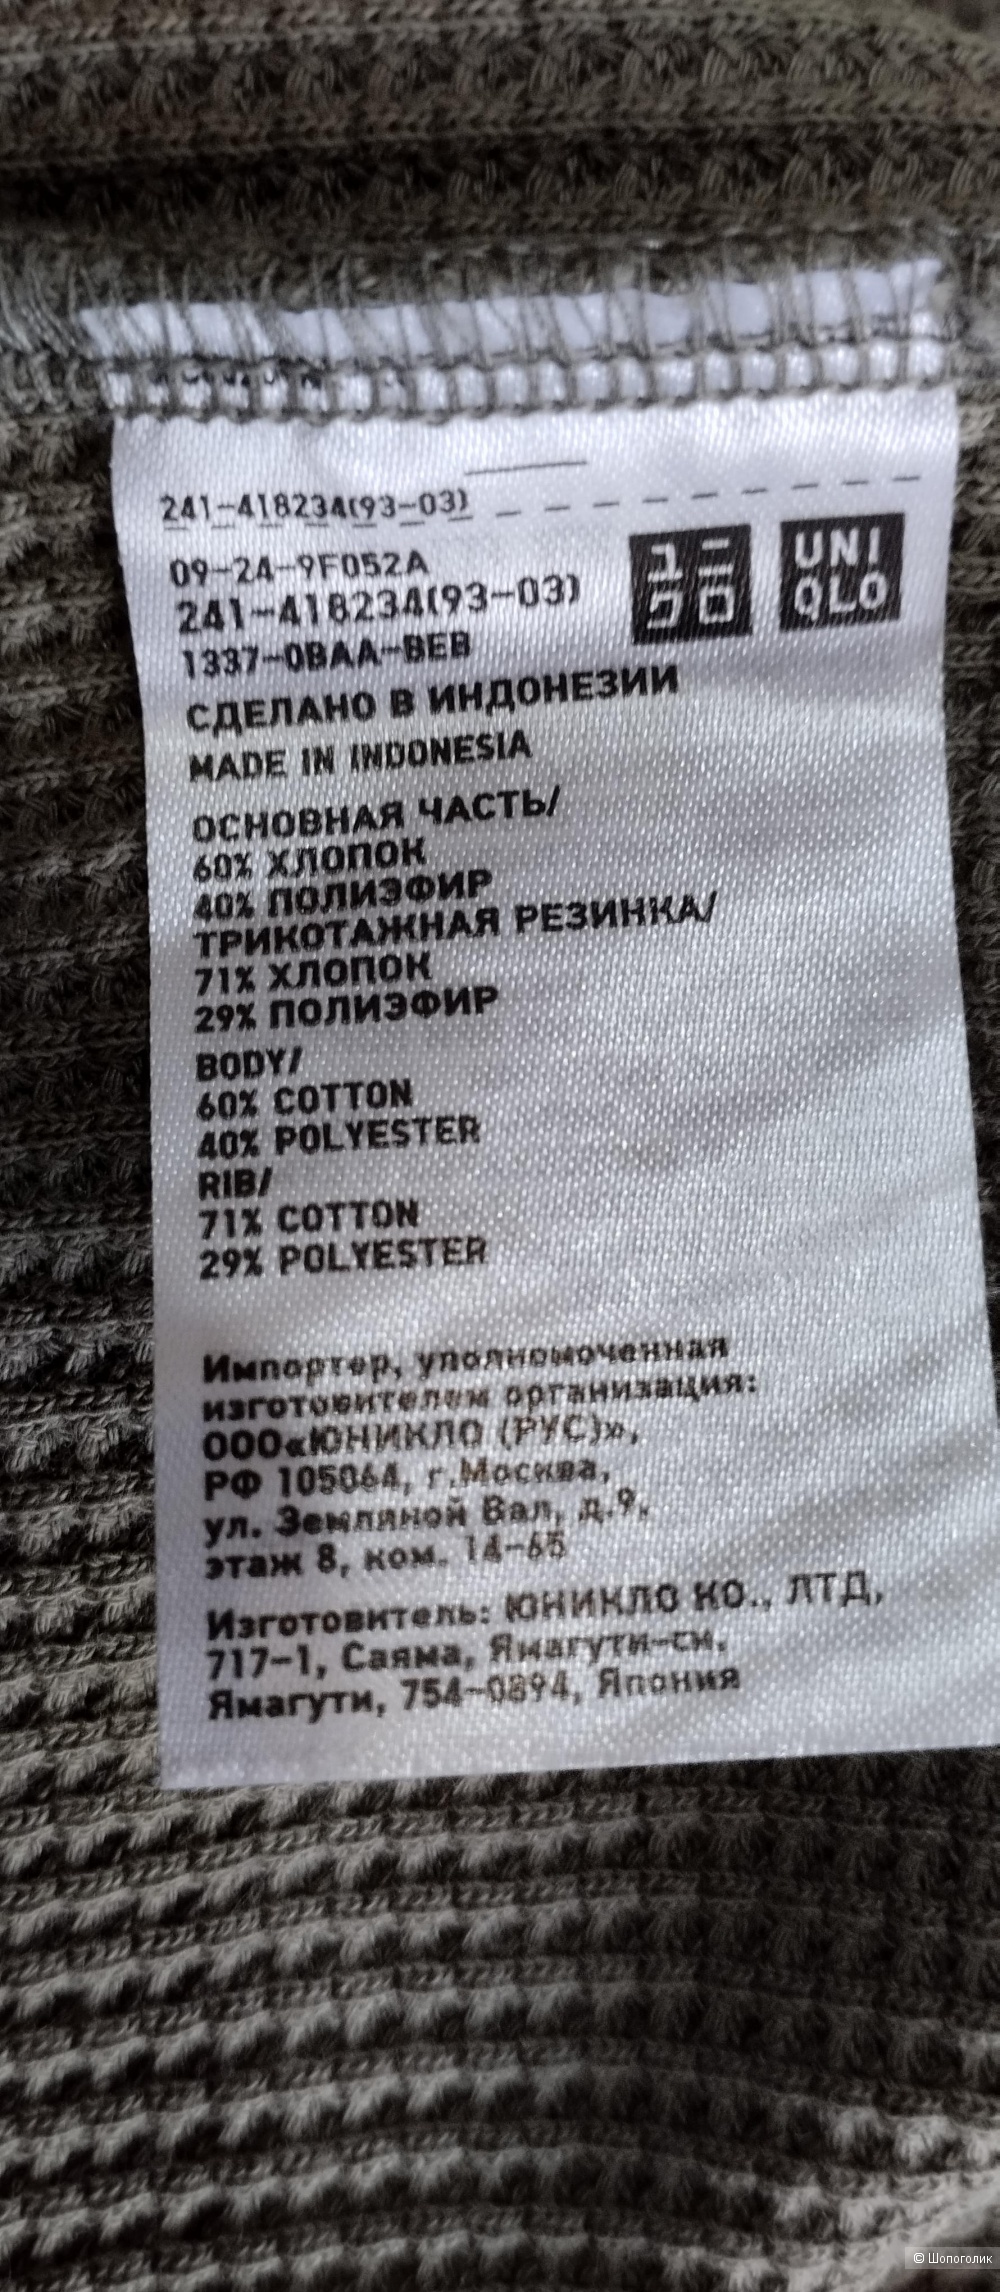 241-418234(93-03)
09-24-9F052A
241-418234(93-03)
1337-0BAA-BEB
ユニ
クロ
UNI
QLO
СДЕЛАНО В ИНДОНЕЗИИ
MADE IN INDONESIA
ОСНОВНАЯ ЧАСТЬ/
60% ХЛОПОК
40% ПОЛИЭФИР
ТРИКОТАЖНАЯ РЕЗИНКА/
71% ХЛОПОК
29% ПОЛИЭФИР
BODY/
60% COTTON
40% POLYESTER
RIB/
71% COTTON
29% POLYESTER
Импортер, уполномоченная
изготовителем организация:
ООО«ЮНИКЛО (РУС)»,
РФ 105064, г.Москва,
ул. Земляной Вал, д.9,
этаж 8, ком. 14-65
Изготовитель: ЮНИКЛО КО., ЛТД,
717-1, Саяма, Ямагути-си,
Ямагути, 754-0894, Япония
© Шопоголик